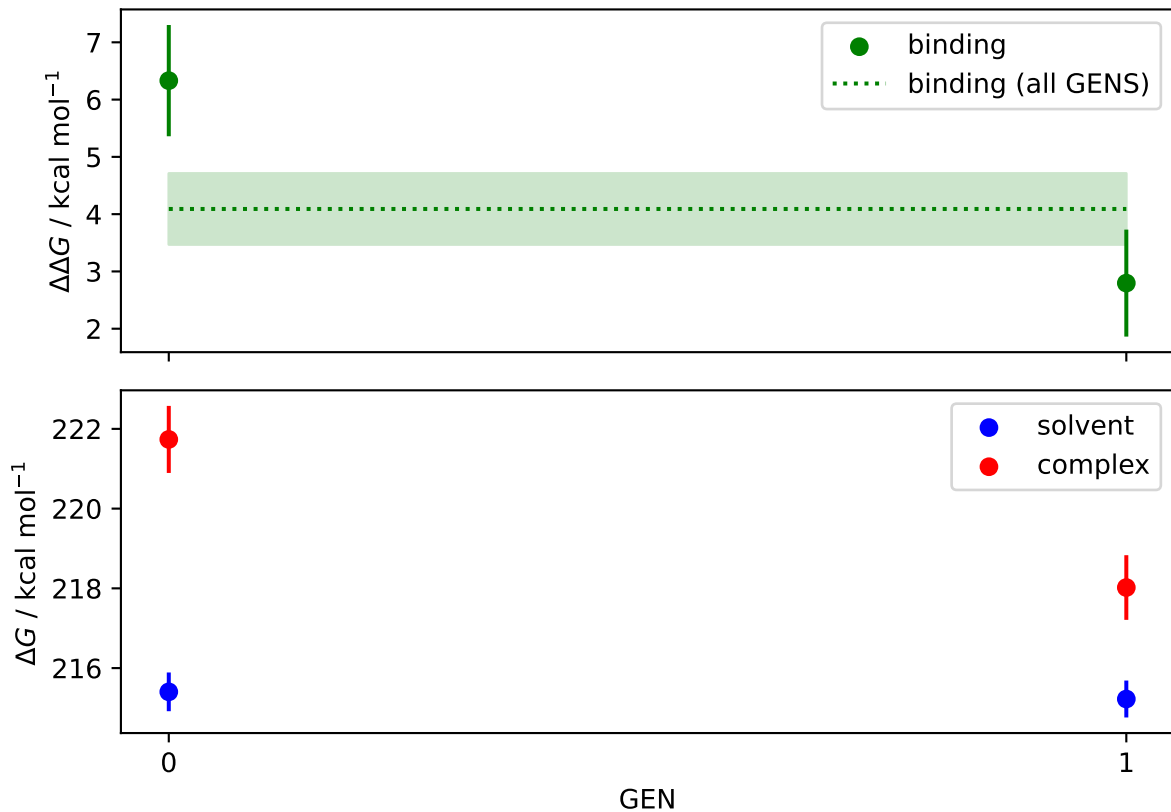 7
6
5
4
3
2
ΔΔG / kcal mol⁻¹
binding
binding (all GENS)
222
220
218
216
ΔG / kcal mol⁻¹
solvent
complex
0
1
GEN